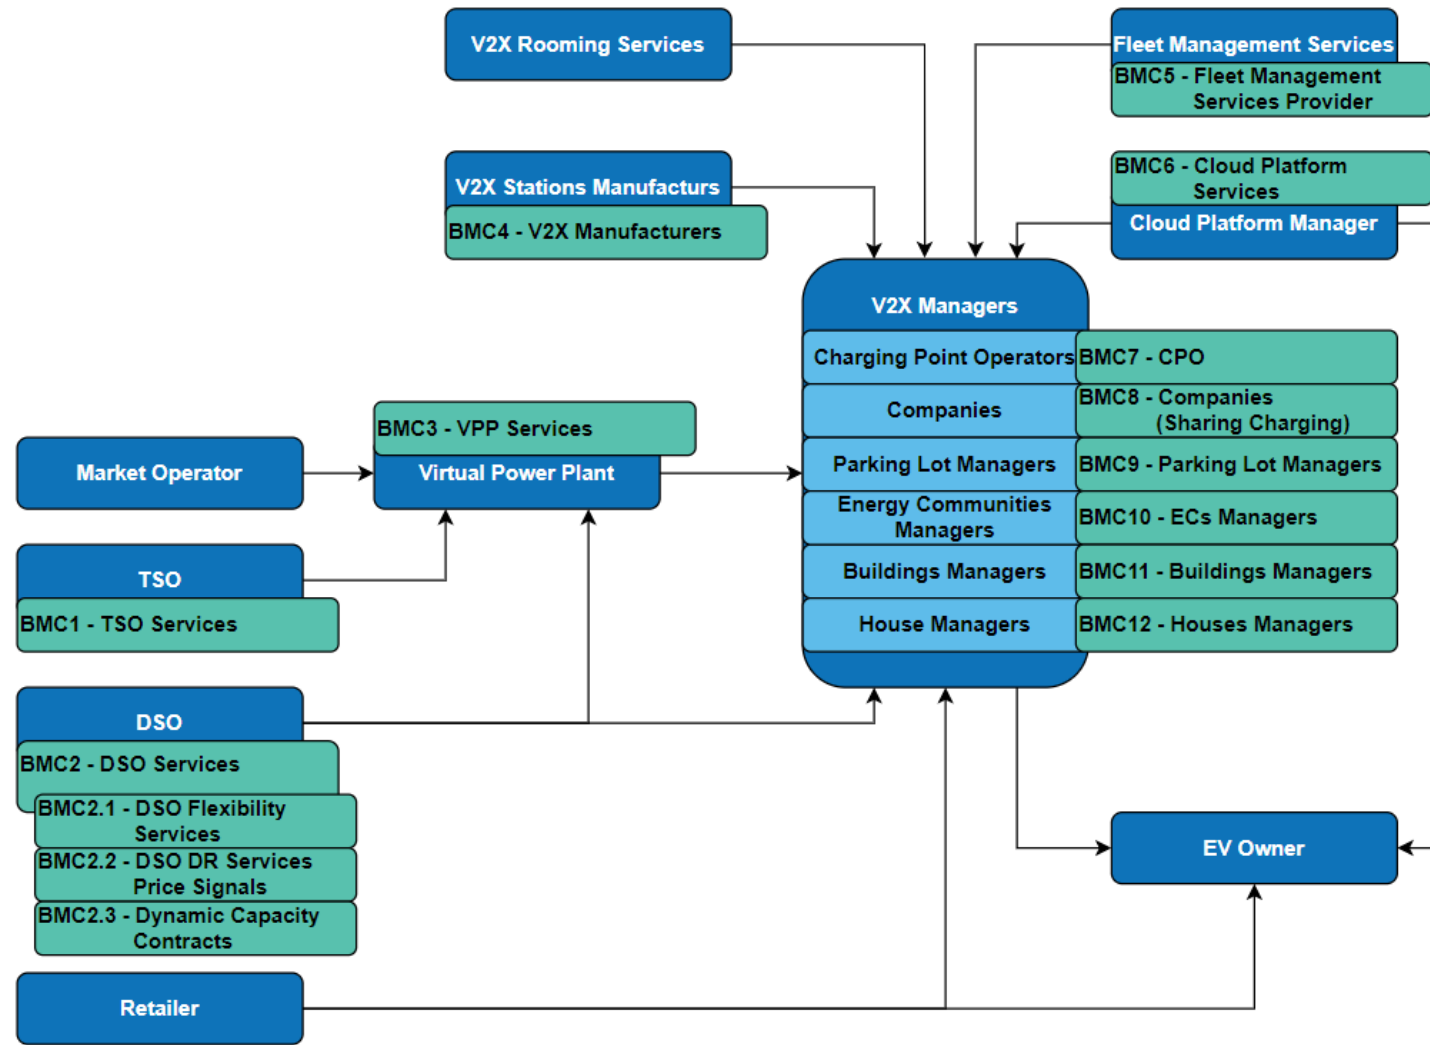 V2X Rooming Services
Fleet Management Services
BMC5 - Fleet Management
Services Provider
V2X Stations Manufacturs
BMC4 - V2X Manufacturers
BMC6 - Cloud Platform
Services
Cloud Platform Manager
V2X Managers
Charging Point Operators
BMC7 - CPO
Companies
BMC8 - Companies
(Sharing Charging)
Parking Lot Managers
BMC9 - Parking Lot Managers
Energy Communities
Managers
BMC10 - ECs Managers
Buildings Managers
BMC11 - Buildings Managers
House Managers
BMC12 - Houses Managers
BMC3 - VPP Services
Virtual Power Plant
Market Operator
TSO
BMC1 - TSO Services
DSO
BMC2 - DSO Services
BMC2.1 - DSO Flexibility
Services
BMC2.2 - DSO DR Services
Price Signals
BMC2.3 - Dynamic Capacity
Contracts
EV Owner
Retailer